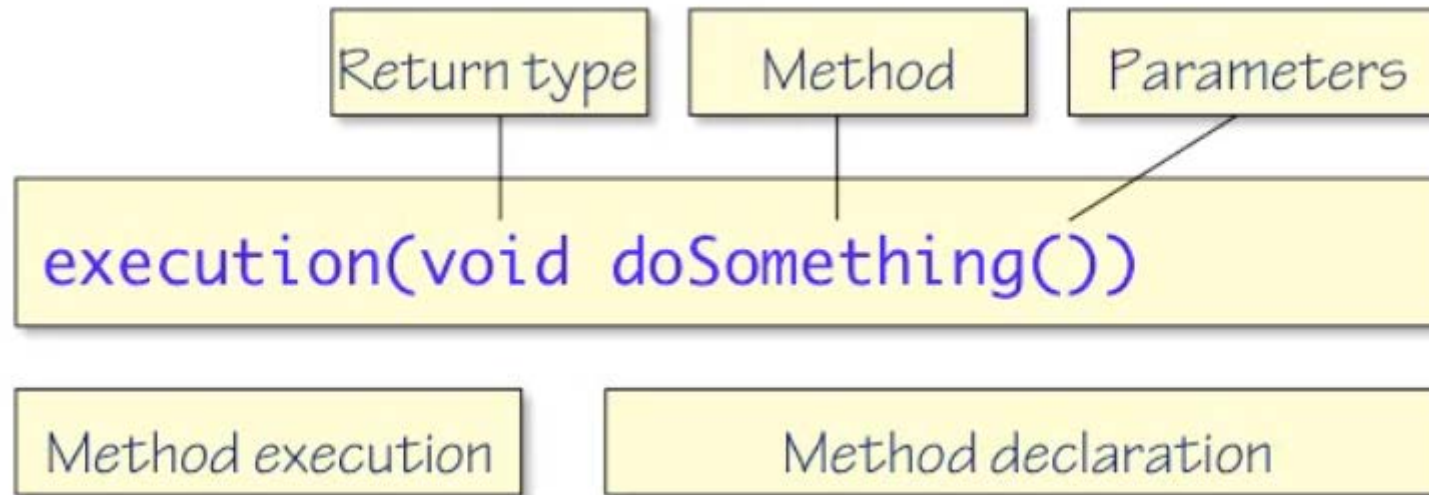 Return type Method Parameters
execution(void doSomething())
Method execution Method declaration